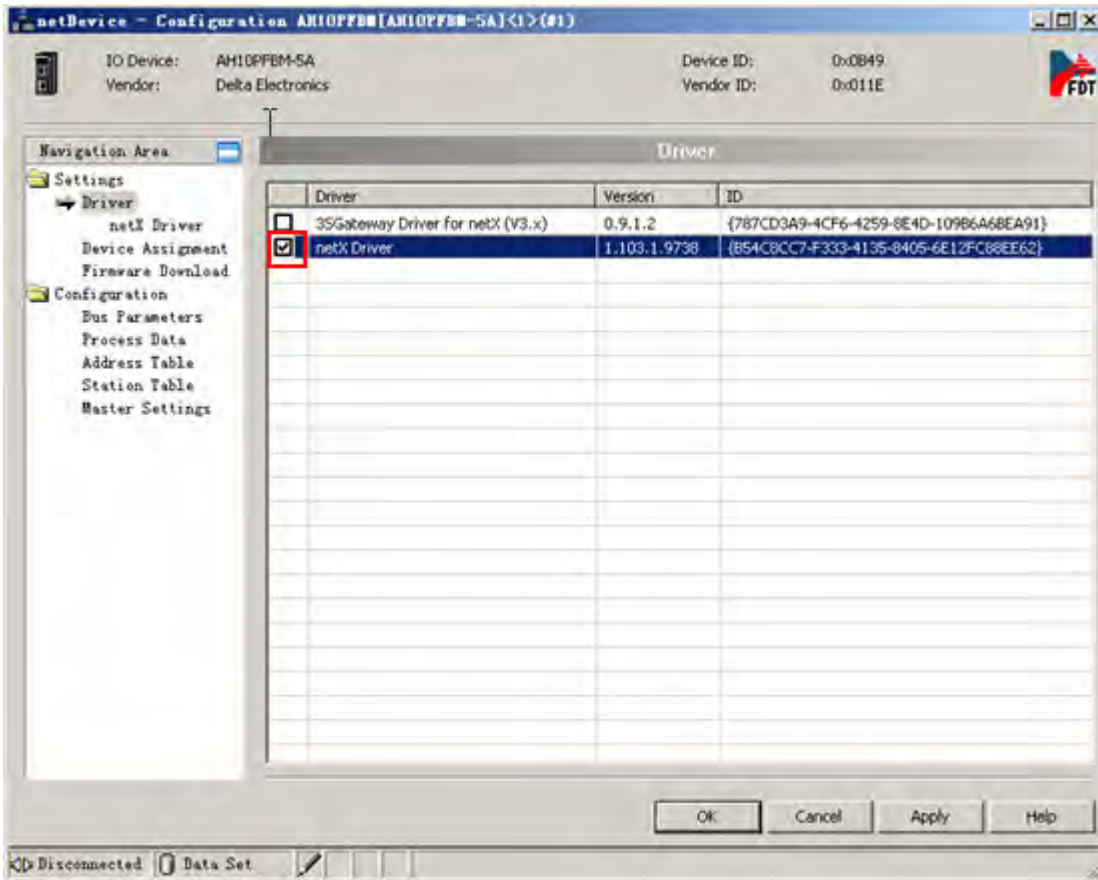 netDevice - Configuration AH10PFBM[AH10PFBM-5A]<1>(#1)
IO Device: AH10PFBM-5A Device ID: 0x0B49
Vendor: Delta Electronics Vendor ID: 0x011E
FDT
Navigation Area
Driver
Settings
Driver
netX Driver
Device Assignment
Firmware Download
Configuration
Bus Parameters
Process Data
Address Table
Station Table
Master Settings
Driver Version ID
3SGateway Driver for netX (V3.x) 0.9.1.2 {787CD3A9-4CF6-4259-8E4D-109B6A6BEA91}
netX Driver 1.103.1.9738 {B54C8CC7-F333-4135-8405-6E12FC88EE62}
OK Cancel Apply Help
Disconnected Data Set